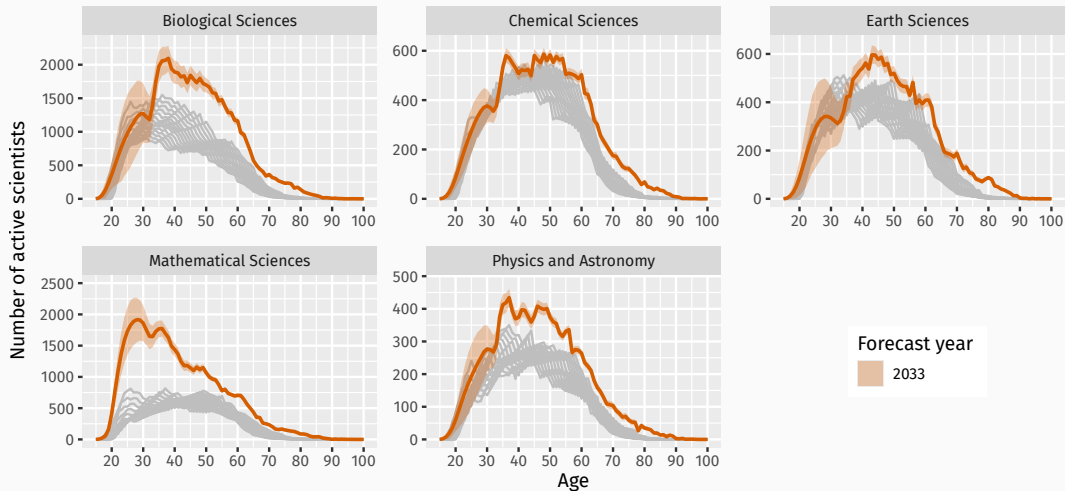 Biological Sciences
Chemical Sciences
Earth Sciences
2000
1500
1000
500
0
20 30 40 50 60 70 80 90 100
600
400
200
0
20 30 40 50 60 70 80 90 100
600
400
200
0
20 30 40 50 60 70 80 90 100
Number of active scientists
Mathematical Sciences
Physics and Astronomy
2500
2000
1500
1000
500
0
20 30 40 50 60 70 80 90 100
500
400
300
200
100
0
20 30 40 50 60 70 80 90 100
Forecast year
2033
Age